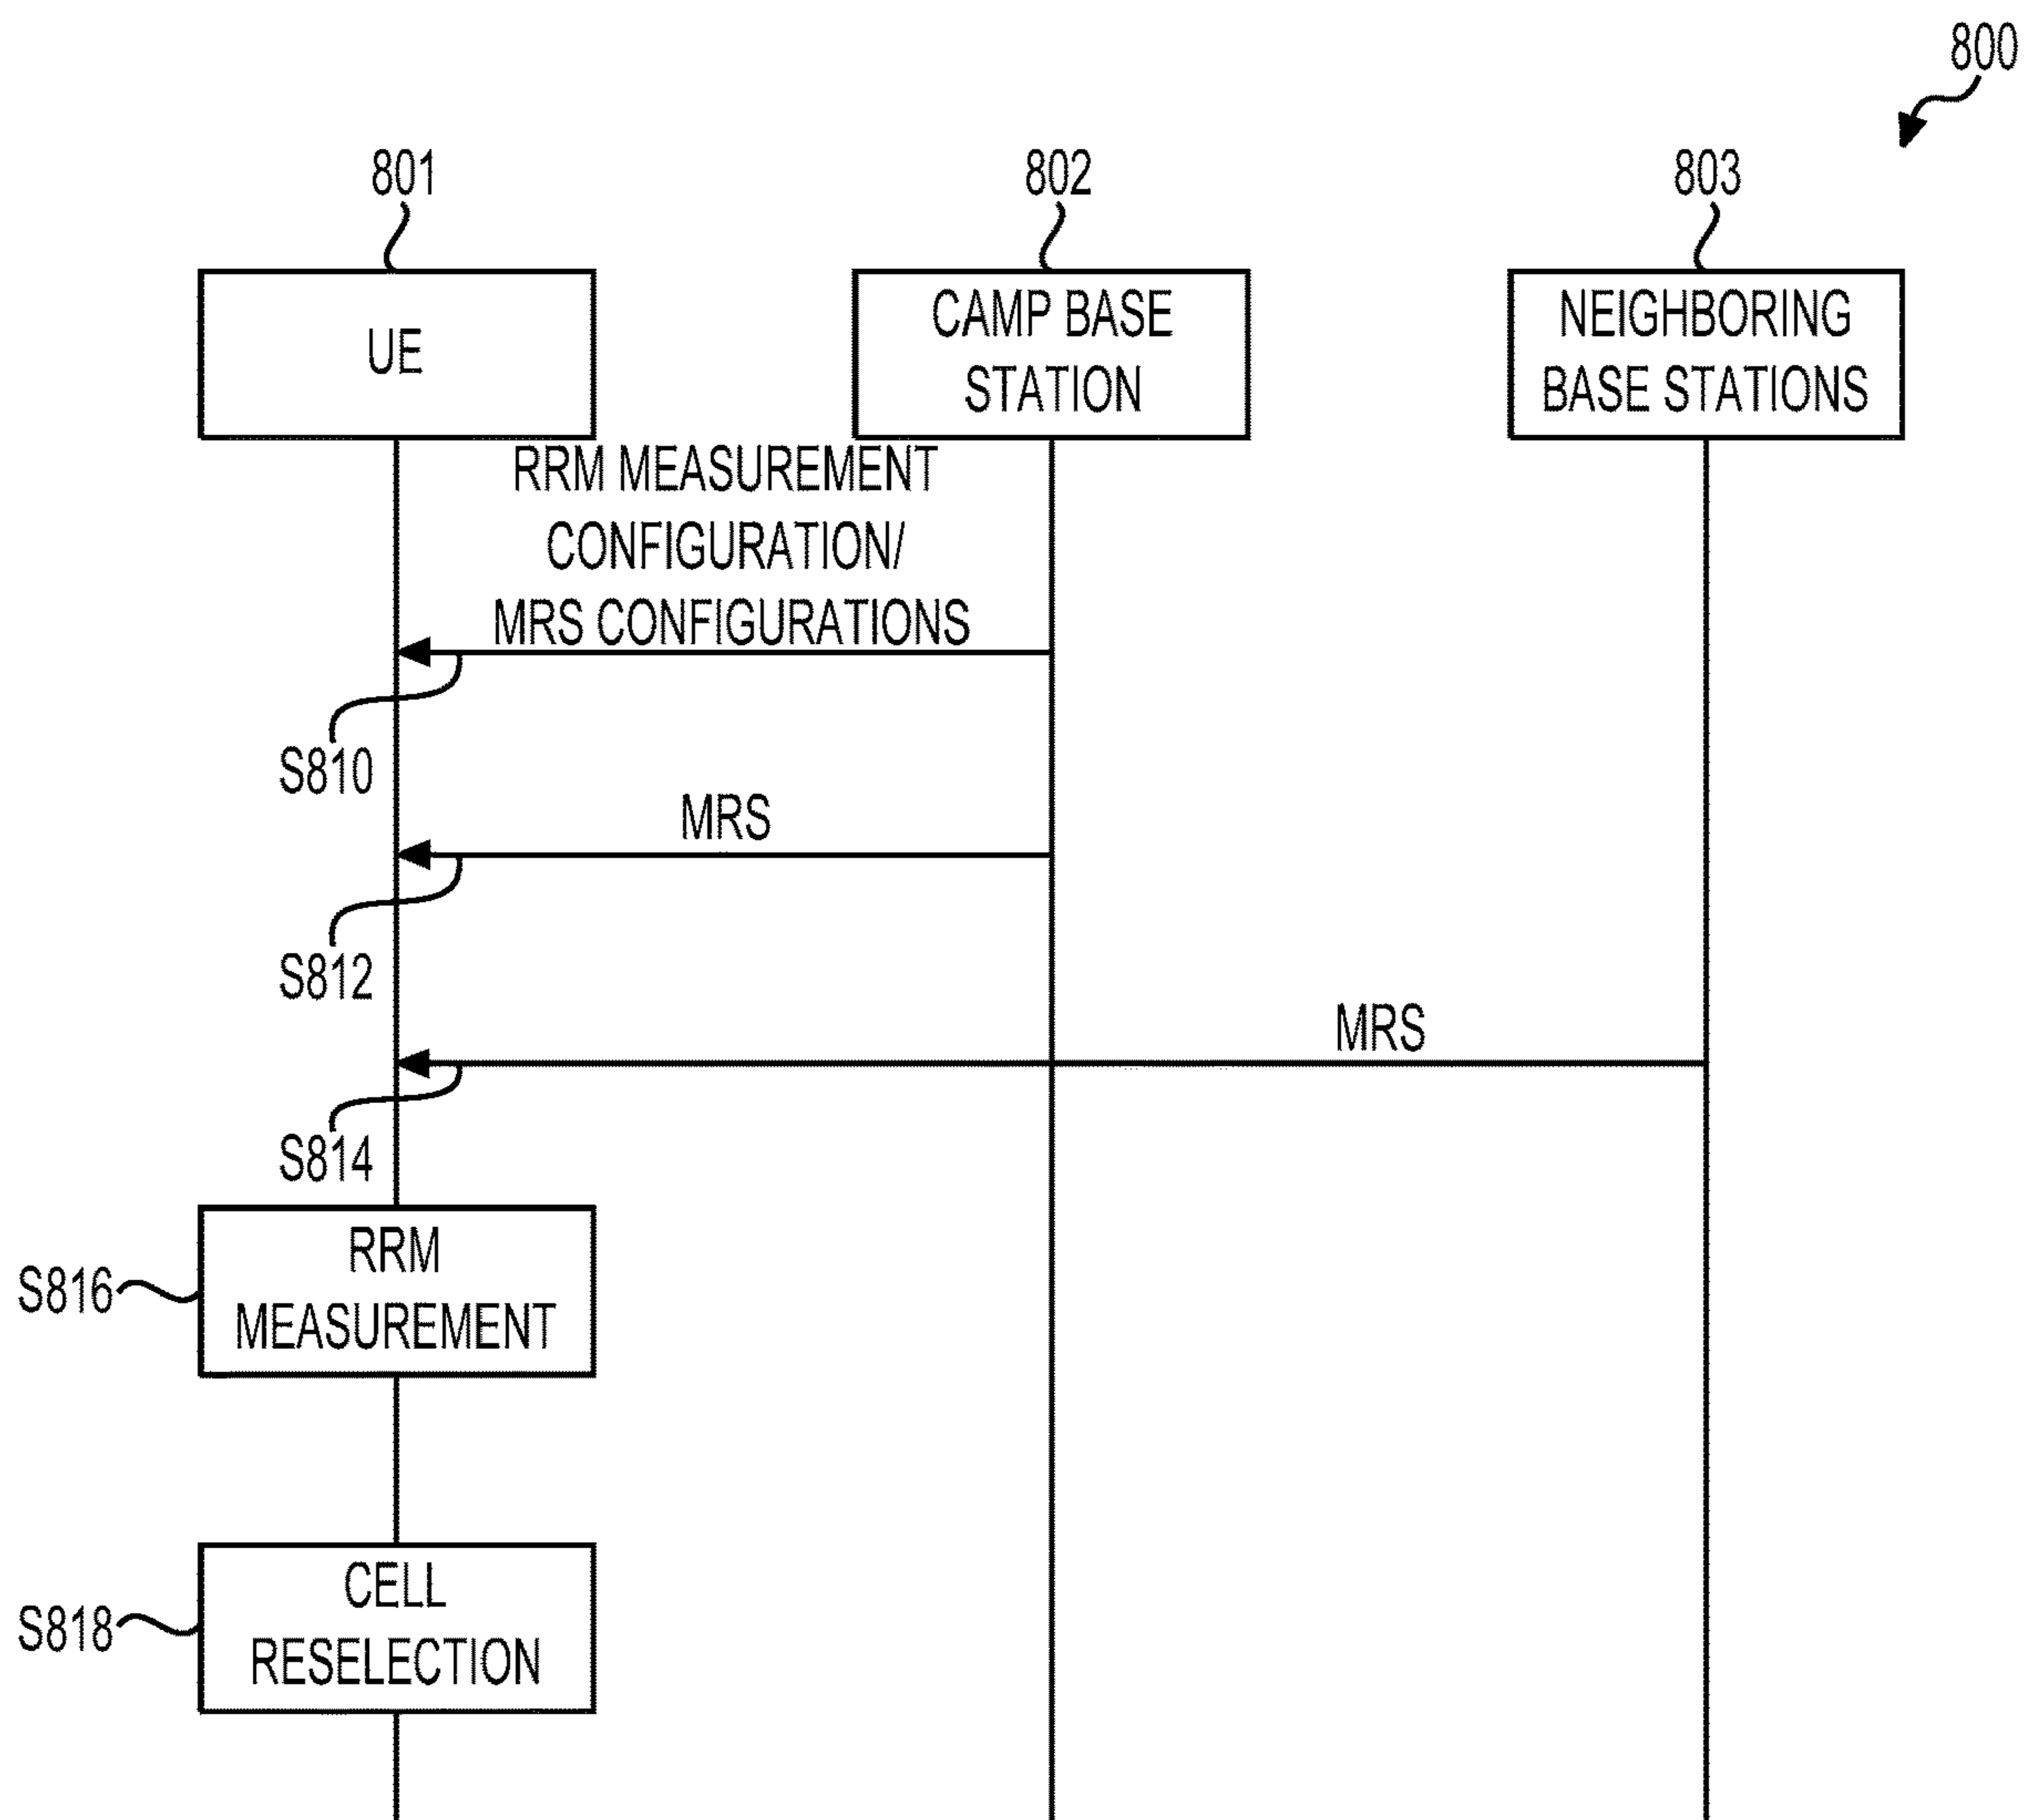 800
801
802
803
UE
CAMP BASE
STATION
NEIGHBORING
BASE STATIONS
RRM MEASUREMENT
CONFIGURATION/
MRS CONFIGURATIONS
S810
MRS
S812
MRS
S814
RRM
MEASUREMENT
S816
CELL
RESELECTION
S818